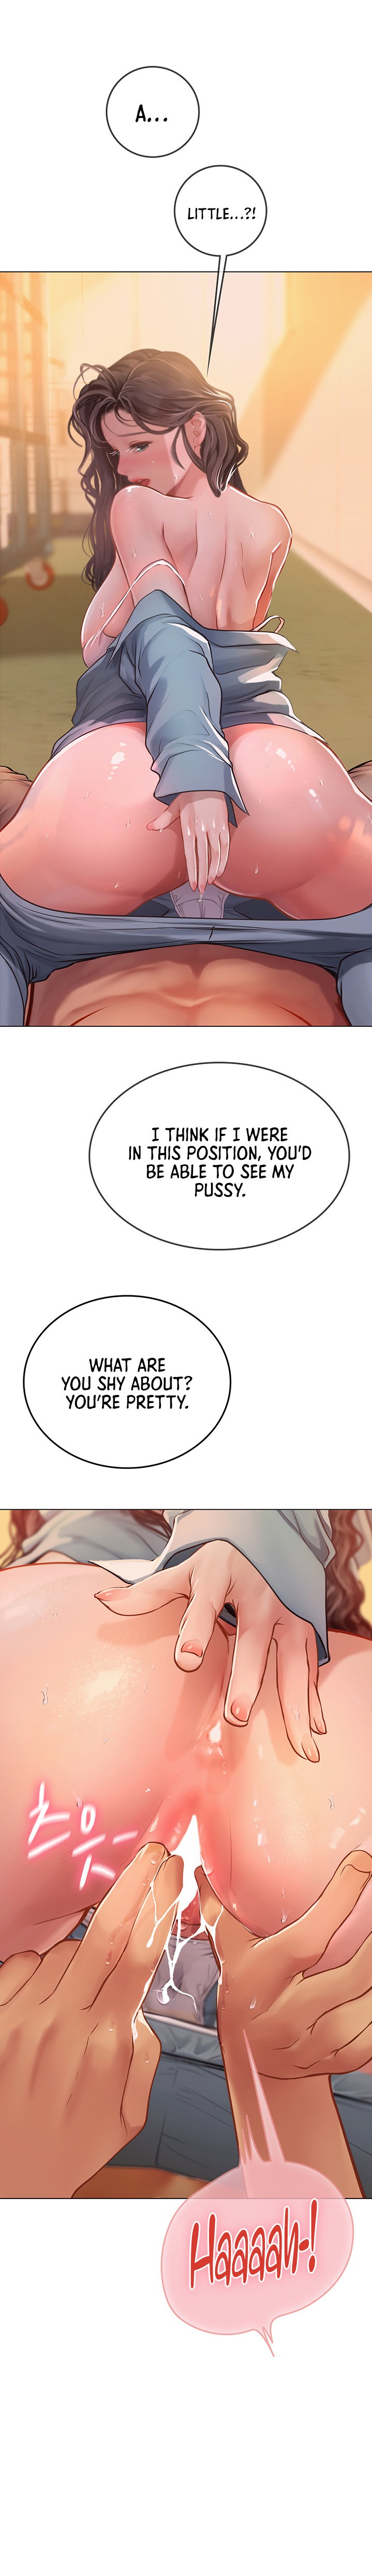 A...
LITTLE...?!
I THINK IF I WERE
IN THIS POSITION, YOU'D
BE ABLE TO SEE MY
PUSSY.
WHAT ARE
YOU SHY ABOUT?
YOU'RE PRETTY.
츠읏-
Haaaah-!